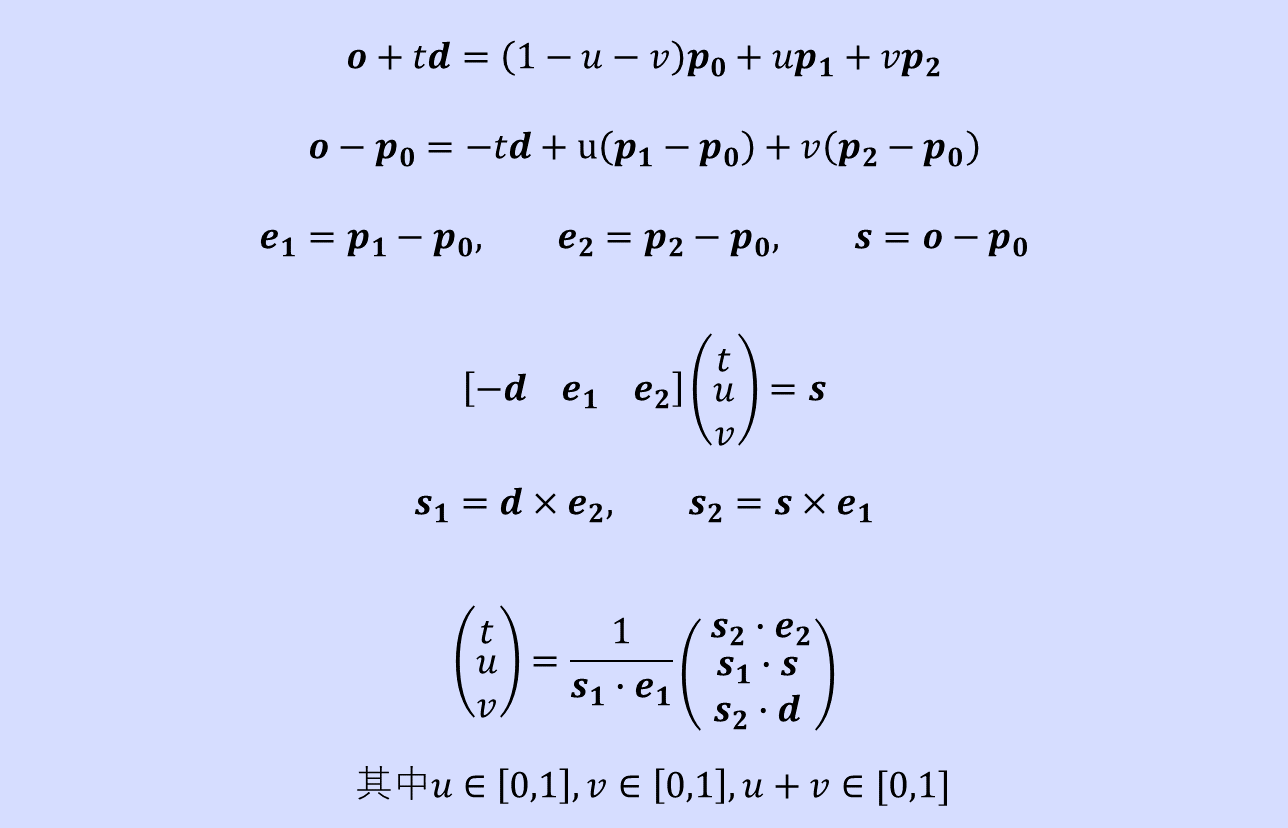 o + td = (1 − u − v)p₀ + up₁ + vp₂
o − p₀ = −td + u(p₁ − p₀) + v(p₂ − p₀)
e₁ = p₁ − p₀, e₂ = p₂ − p₀, s = o − p₀
[−d e₁ e₂] (t u v) = s
s₁ = d × e₂, s₂ = s × e₁
(t u v) = 1 / (s₁ · e₁) (s₂ · e₂ s₁ · s s₂ · d)
其中u ∈ [0,1], v ∈ [0,1], u + v ∈ [0,1]